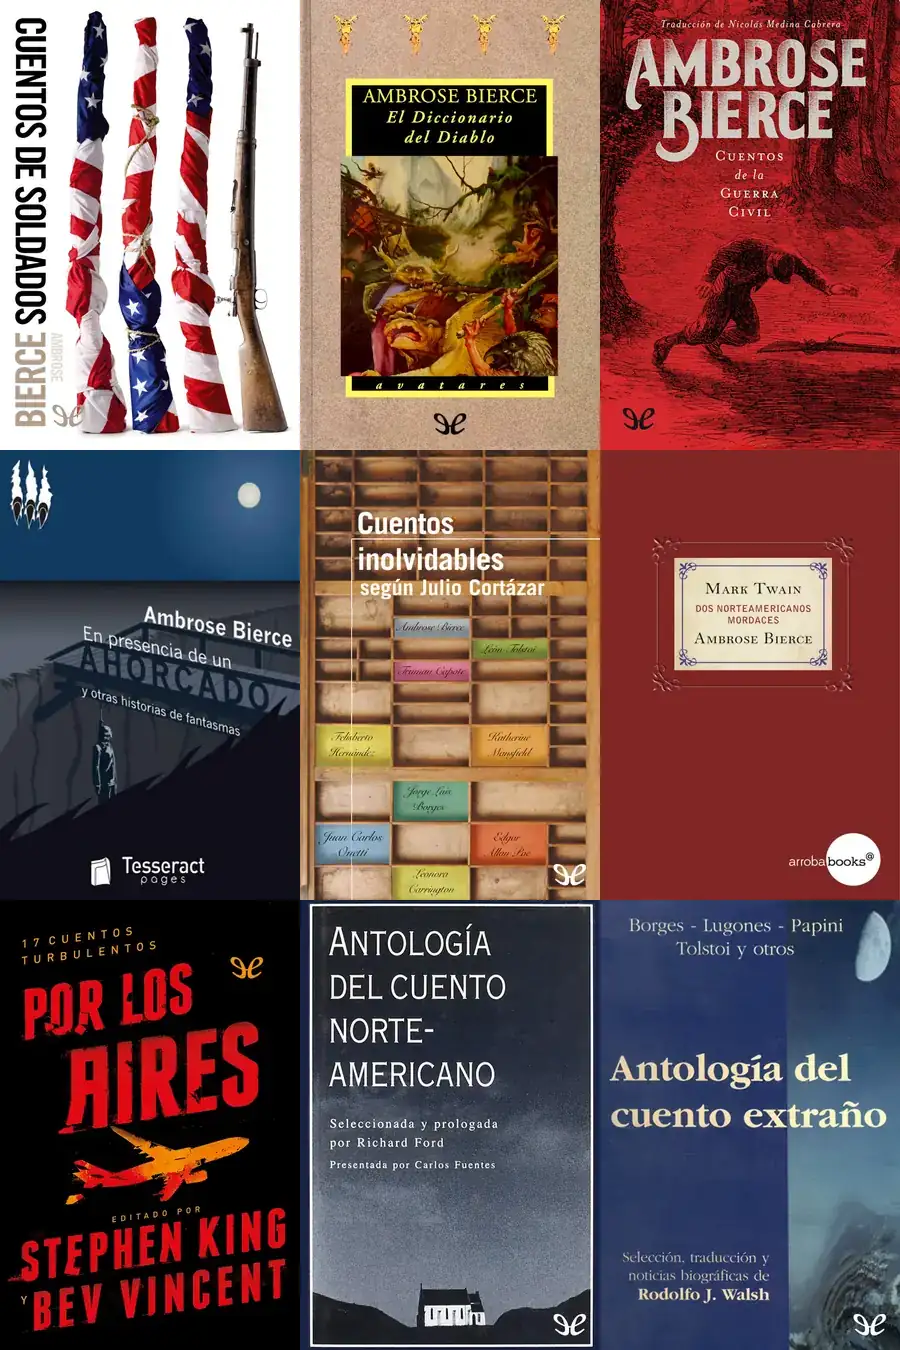 CUENTOS DE SOLDADOS
BIERCE
AMBROSE
AMBROSE BIERCE
El Diccionario
del Diablo
avatares
Traducción de Nicolás Medina Cabrera
AMBROSE
BIERCE
CUENTOS
de la
GUERRA
CIVIL
Ambrose Bierce
En presencia de un
AHORCADO
y otras historias de fantasmas
Tesseract
pages
Cuentos
inolvidables
según Julio Cortázar
Ambrose Bierce
León Tolstoi
Truman Capote
Felisberto
Hernández
Katherine
Mansfield
Jorge Luis
Borges
Juan Carlos
Onetti
Edgar
Allan Poe
Leonora
Carrington
MARK TWAIN
DOS NORTEAMERICANOS
MORDACES
AMBROSE BIERCE
arrobabooks@
17 CUENTOS
TURBULENTOS
POR LOS
AIRES
EDITADO POR
STEPHEN KING
Y BEV VINCENT
ANTOLOGÍA
DEL CUENTO
NORTE-
AMERICANO
Seleccionada y prologada
por Richard Ford
Presentada por Carlos Fuentes
Borges - Lugones - Papini
Tolstoi y otros
Antología del
cuento extraño
Selección, traducción y
noticias biográficas de
Rodolfo J. Walsh